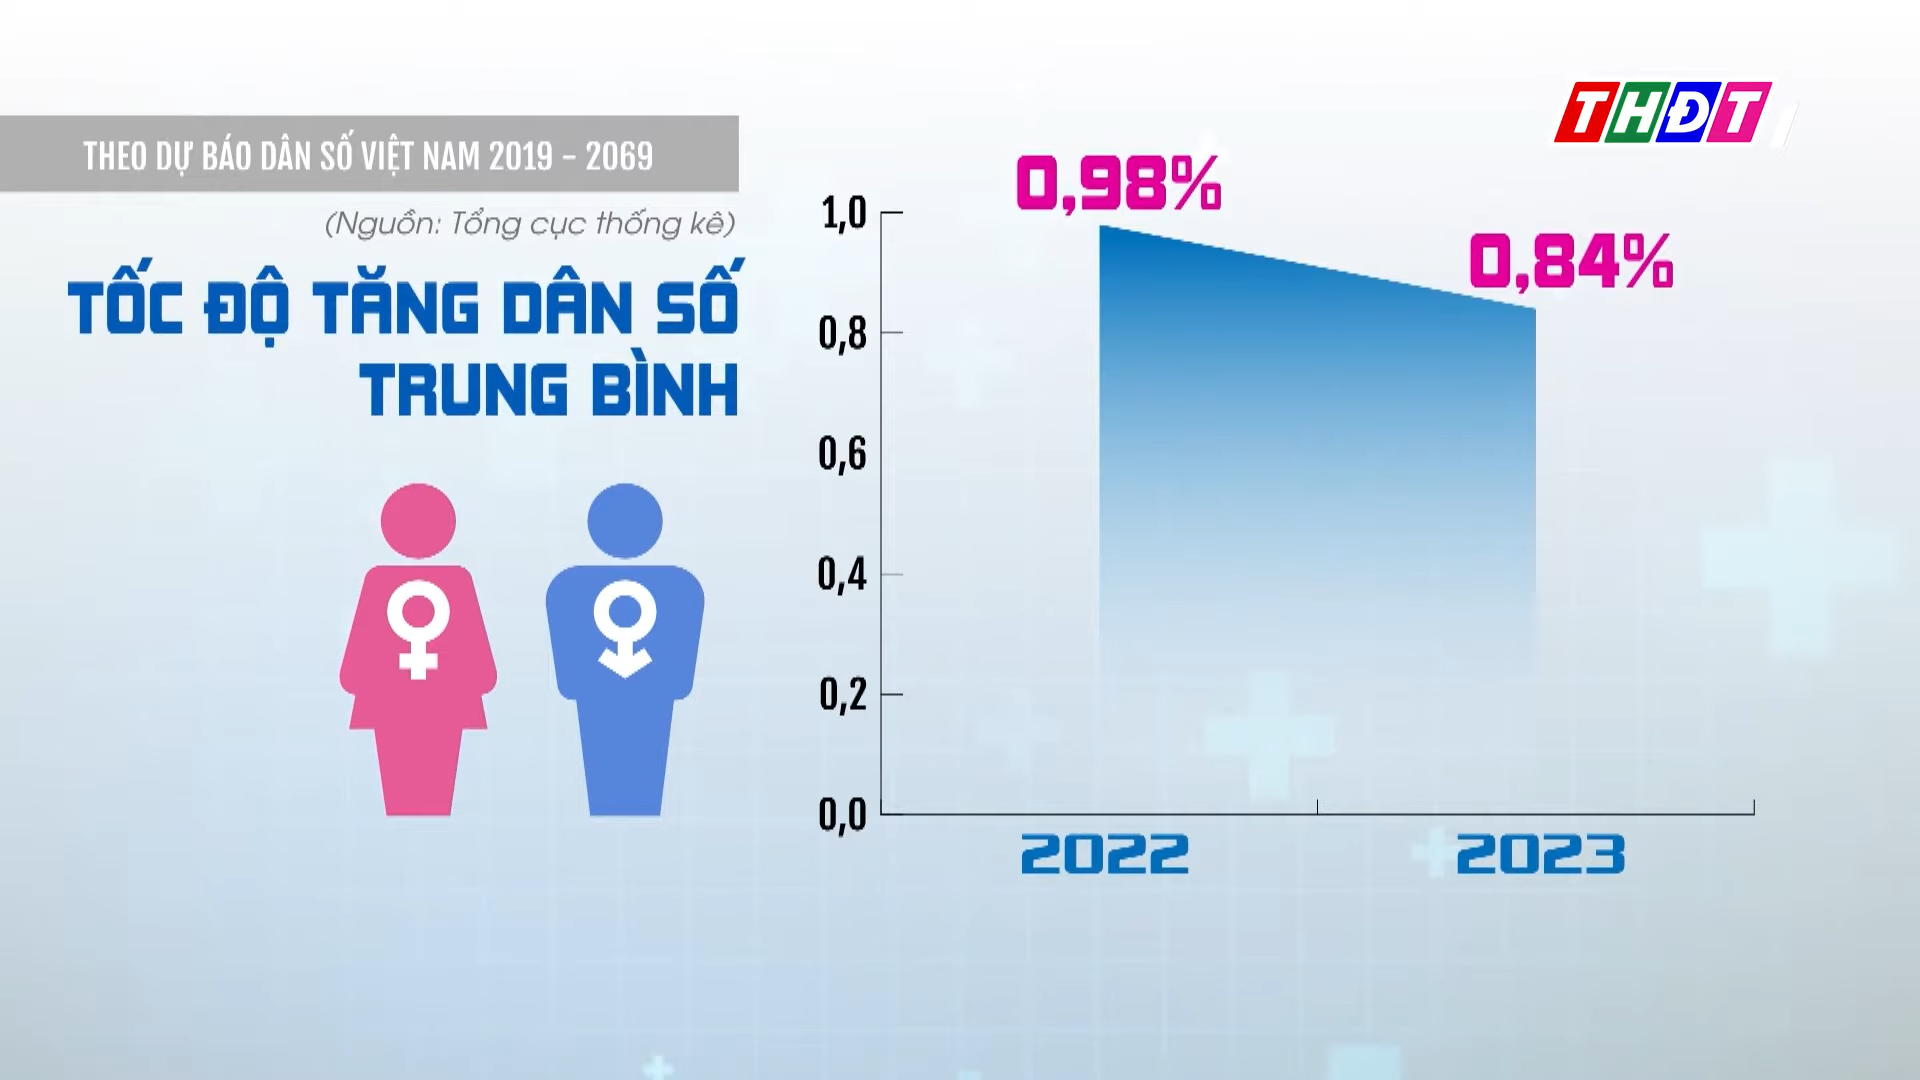 THĐT1
THEO DỰ BÁO DÂN SỐ VIỆT NAM 2019 - 2069
(Nguồn: Tổng cục thống kê)
TỐC ĐỘ TĂNG DÂN SỐ
TRUNG BÌNH
0,98%
0,84%
1,0
0,8
0,6
0,4
0,2
0,0
2022
2023